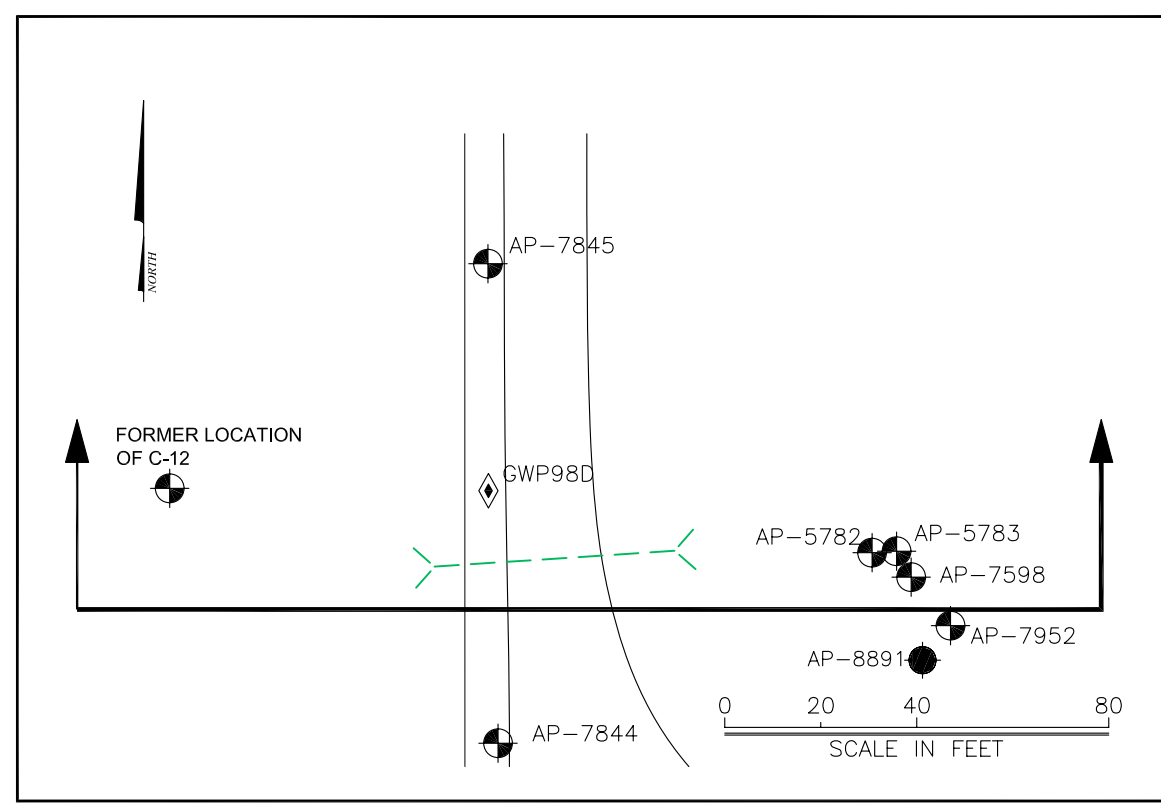 NORTH
AP-7845
FORMER LOCATION
OF C-12
GWP98D
AP-5782
AP-5783
AP-7598
AP-7952
AP-8891
AP-7844
0 20 40 80
SCALE IN FEET